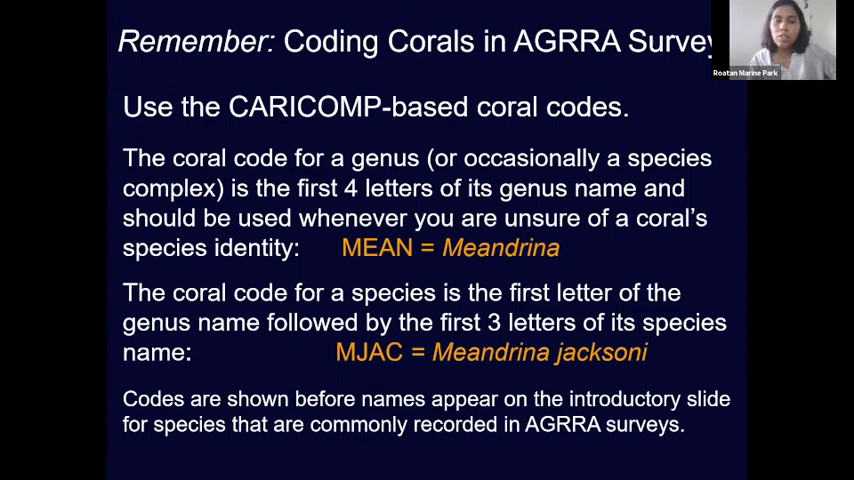 Remember: Coding Corals in AGRRA Survey
Roatan Marine Park
Use the CARICOMP-based coral codes.
The coral code for a genus (or occasionally a species
complex) is the first 4 letters of its genus name and
should be used whenever you are unsure of a coral's
species identity: MEAN = Meandrina
The coral code for a species is the first letter of the
genus name followed by the first 3 letters of its species
name: MJAC = Meandrina jacksoni
Codes are shown before names appear on the introductory slide
for species that are commonly recorded in AGRRA surveys.